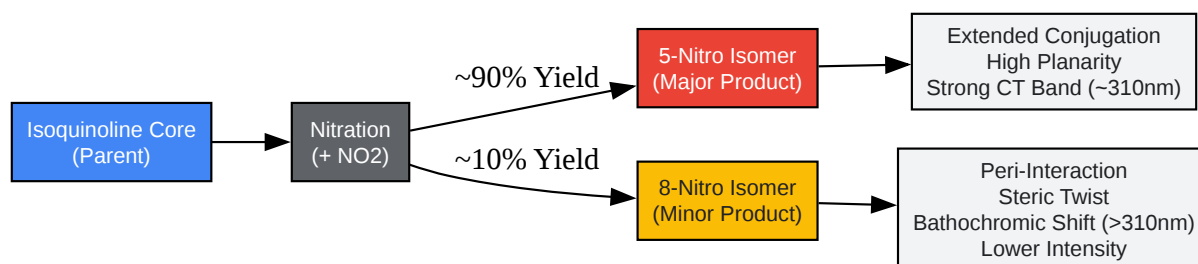 Isoquinoline Core
(Parent)
Nitration
(+ NO2)
~90% Yield
~10% Yield
5-Nitro Isomer
(Major Product)
8-Nitro Isomer
(Minor Product)
Extended Conjugation
High Planarity
Strong CT Band (~310nm)
Peri-Interaction
Steric Twist
Bathochromic Shift (>310nm)
Lower Intensity